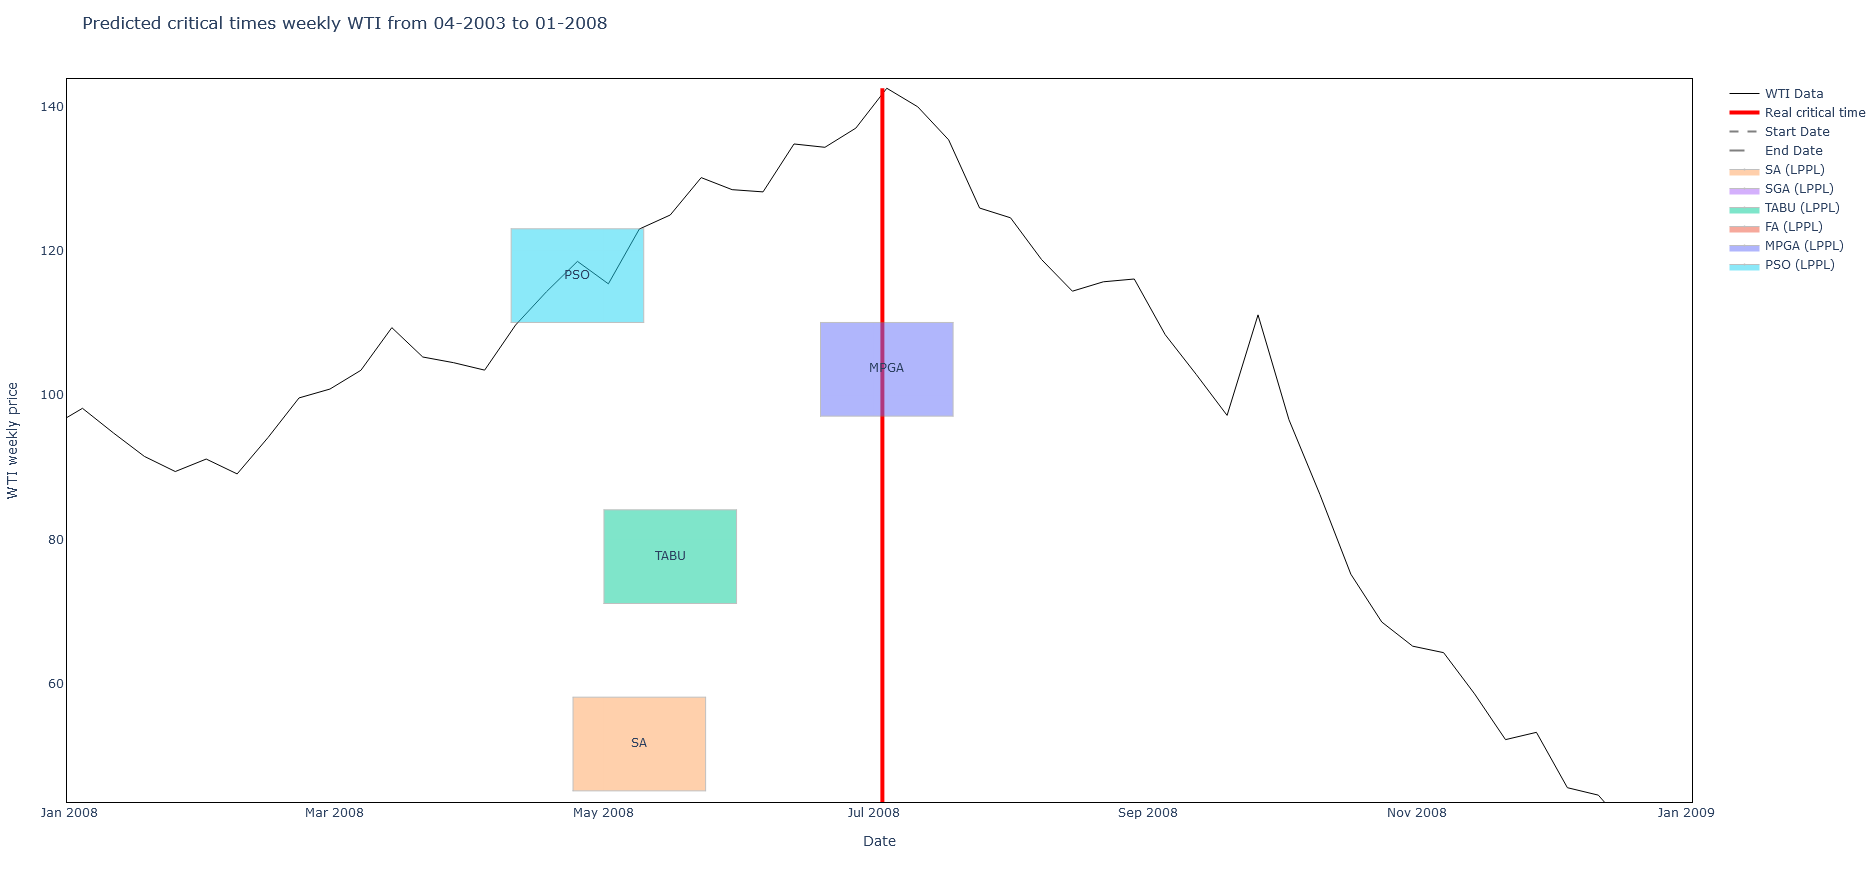 Predicted critical times weekly WTI from 04-2003 to 01-2008
WTI weekly price
140
120
100
80
60
PSO
MPGA
TABU
SA
Jan 2008
Mar 2008
May 2008
Jul 2008
Sep 2008
Nov 2008
Jan 2009
Date
WTI Data
Real critical time
Start Date
End Date
SA (LPPL)
SGA (LPPL)
TABU (LPPL)
FA (LPPL)
MPGA (LPPL)
PSO (LPPL)